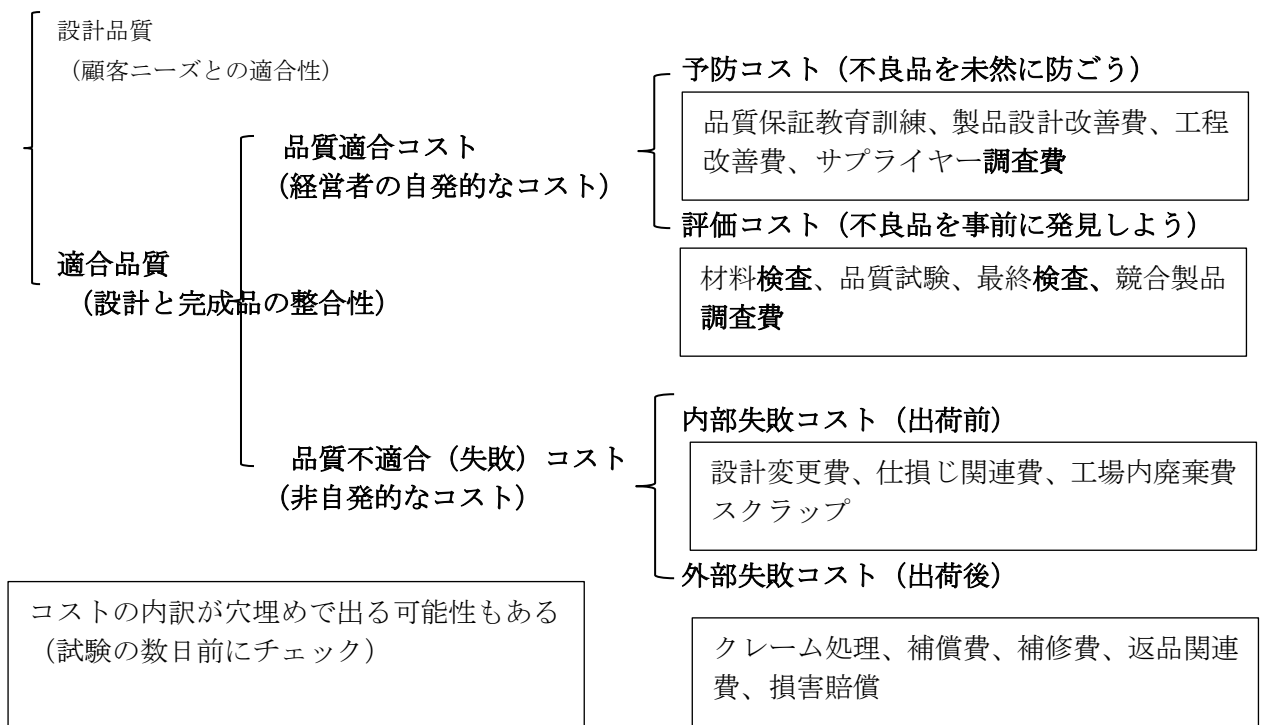 設計品質
（顧客ニーズとの適合性）
予防コスト（不良品を未然に防ごう）
品質保証教育訓練、製品設計改善費、工程
改善費、サプライヤー調査費
品質適合コスト
（経営者の自発的なコスト）
評価コスト（不良品を事前に発見しよう）
材料検査、品質試験、最終検査、競合製品
調査費
適合品質
（設計と完成品の整合性）
内部失敗コスト（出荷前）
設計変更費、仕損じ関連費、工場内廃棄費
スクラップ
品質不適合（失敗）コスト
（非自発的なコスト）
外部失敗コスト（出荷後）
クレーム処理、補償費、補修費、返品関連
費、損害賠償
コストの内訳が穴埋めで出る可能性もある
（試験の数日前にチェック）